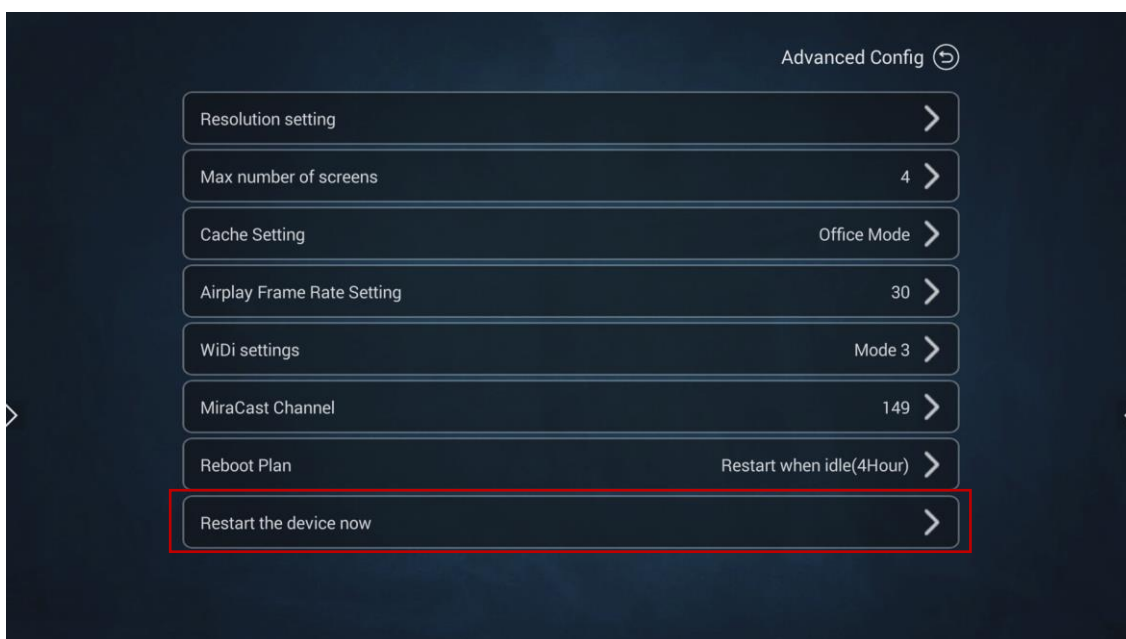 Advanced Config
Resolution setting
Max number of screens 4
Cache Setting Office Mode
Airplay Frame Rate Setting 30
WiDi settings Mode 3
MiraCast Channel 149
Reboot Plan Restart when idle(4Hour)
Restart the device now